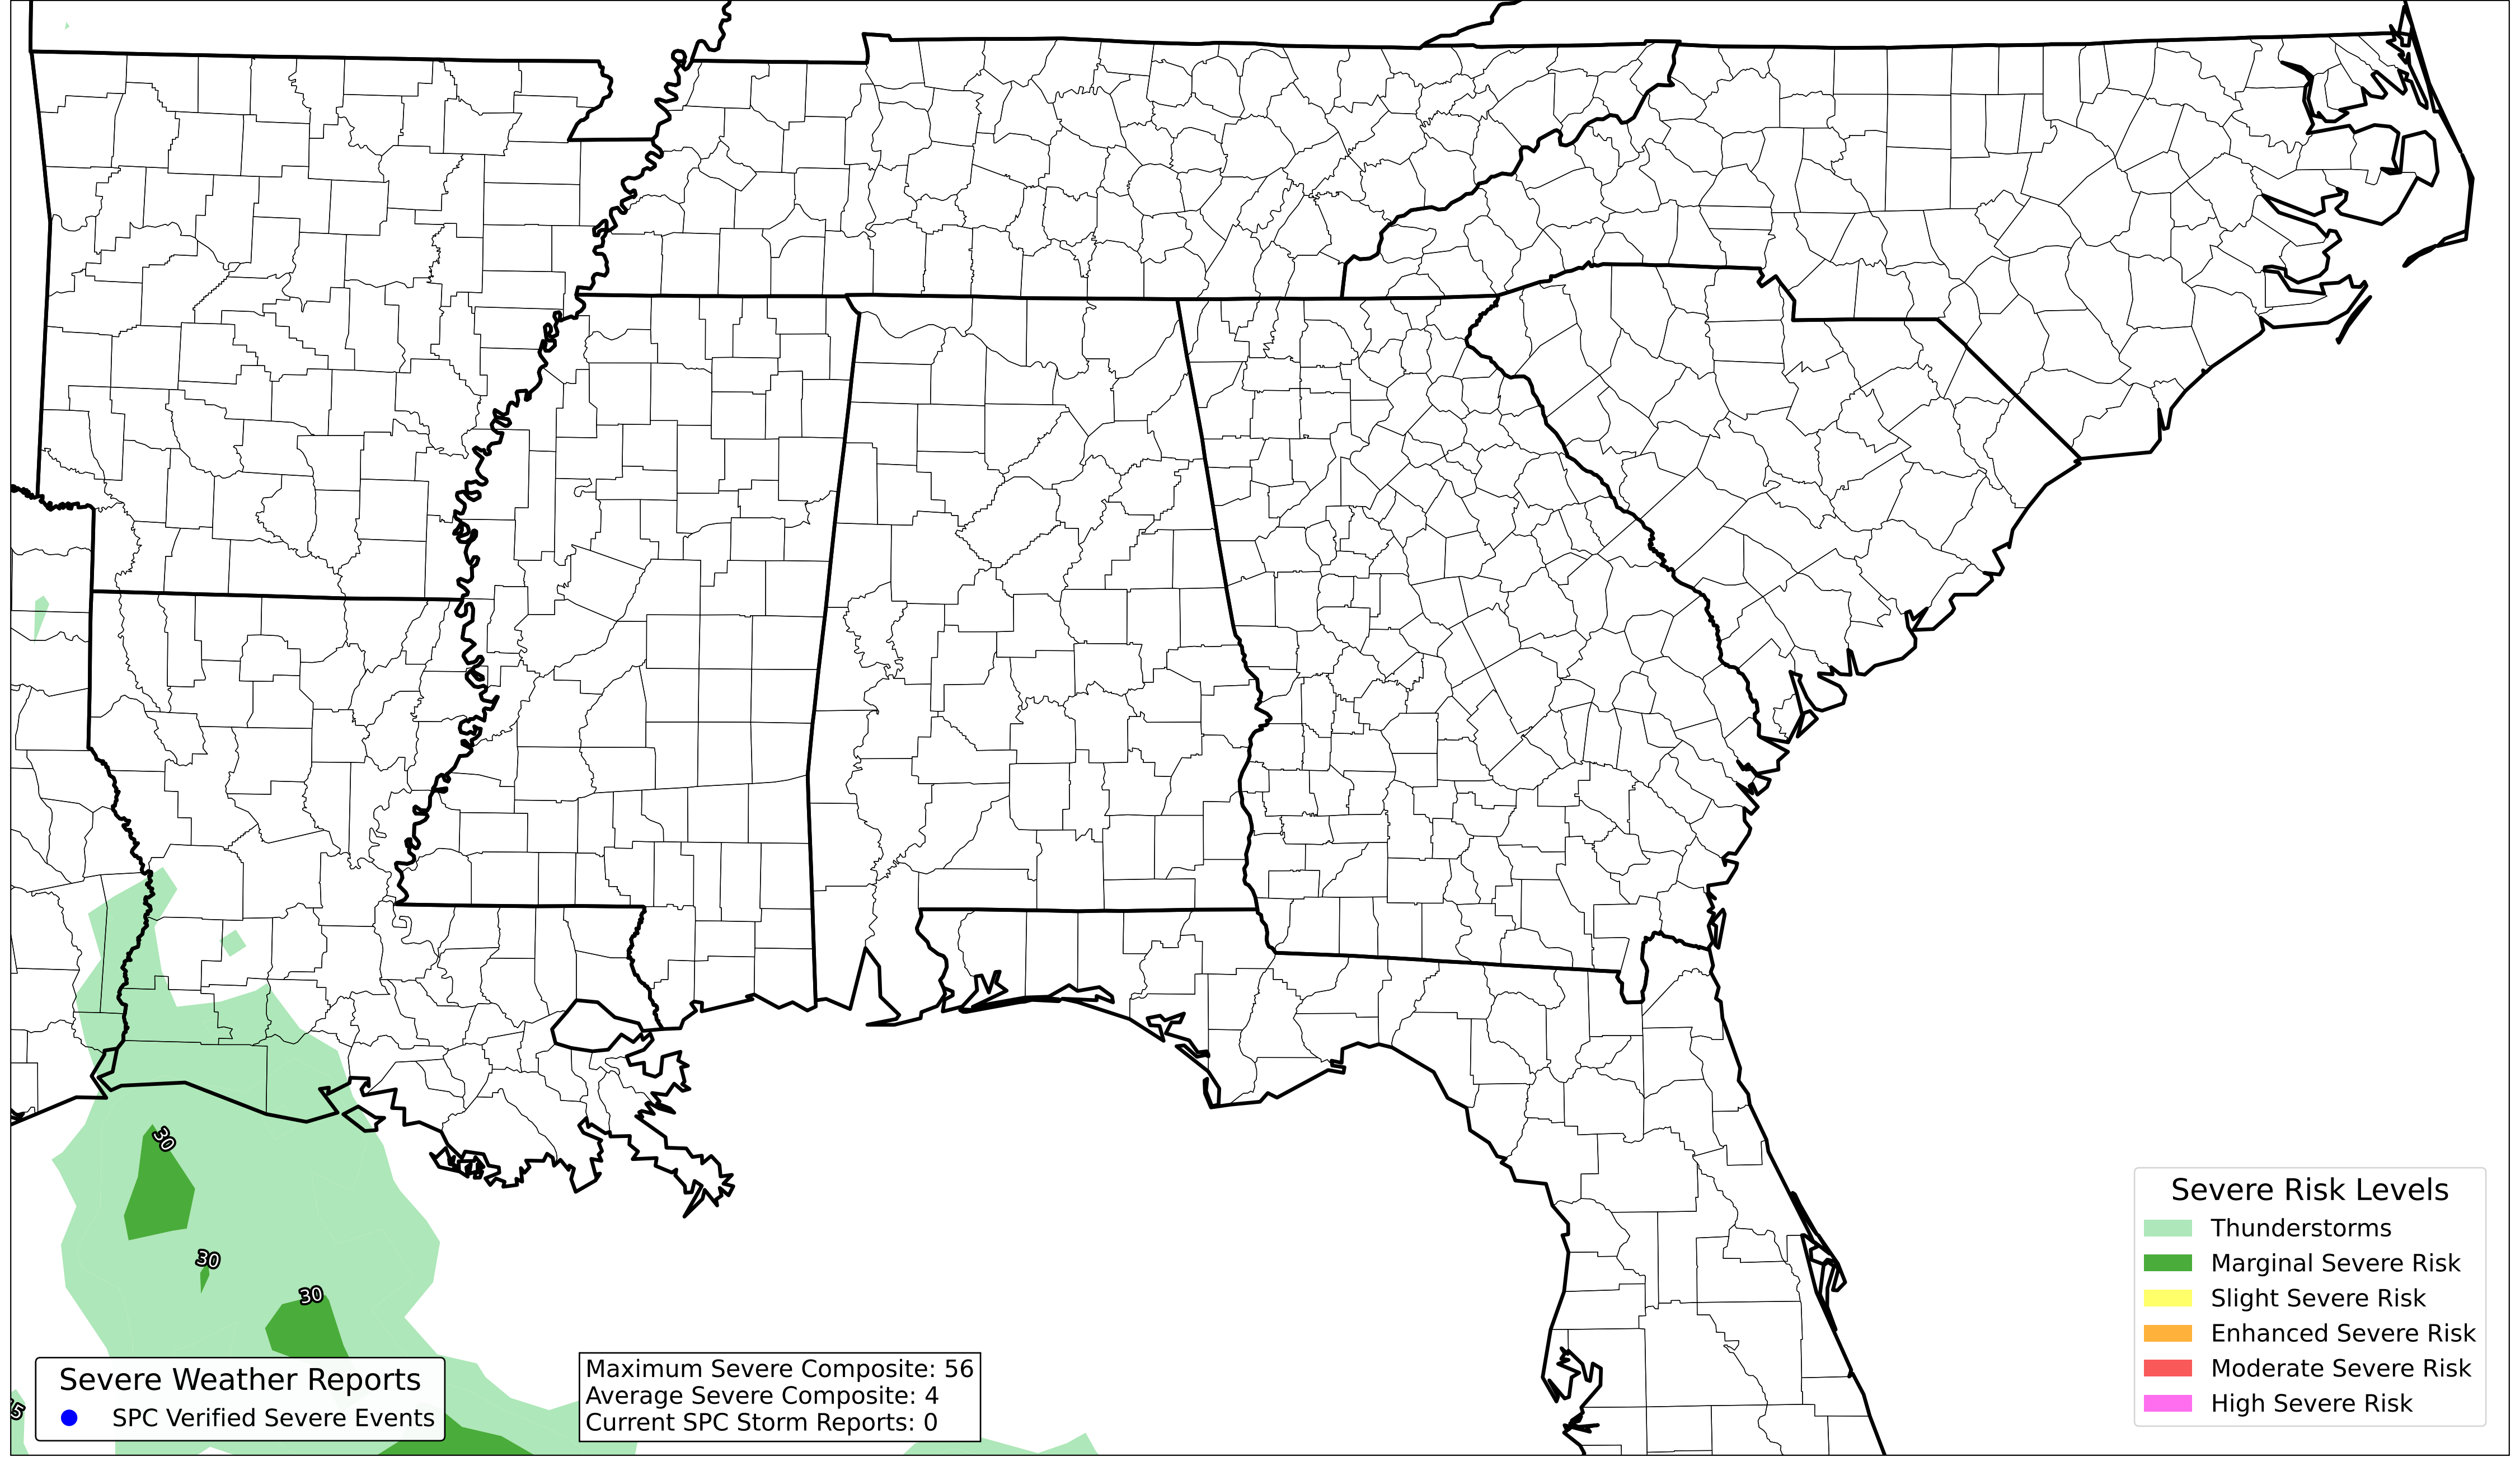 30
30
30
Severe Risk Levels
Thunderstorms
Marginal Severe Risk
Slight Severe Risk
Enhanced Severe Risk
Moderate Severe Risk
High Severe Risk
Severe Weather Reports
SPC Verified Severe Events
Maximum Severe Composite: 56
Average Severe Composite: 4
Current SPC Storm Reports: 0